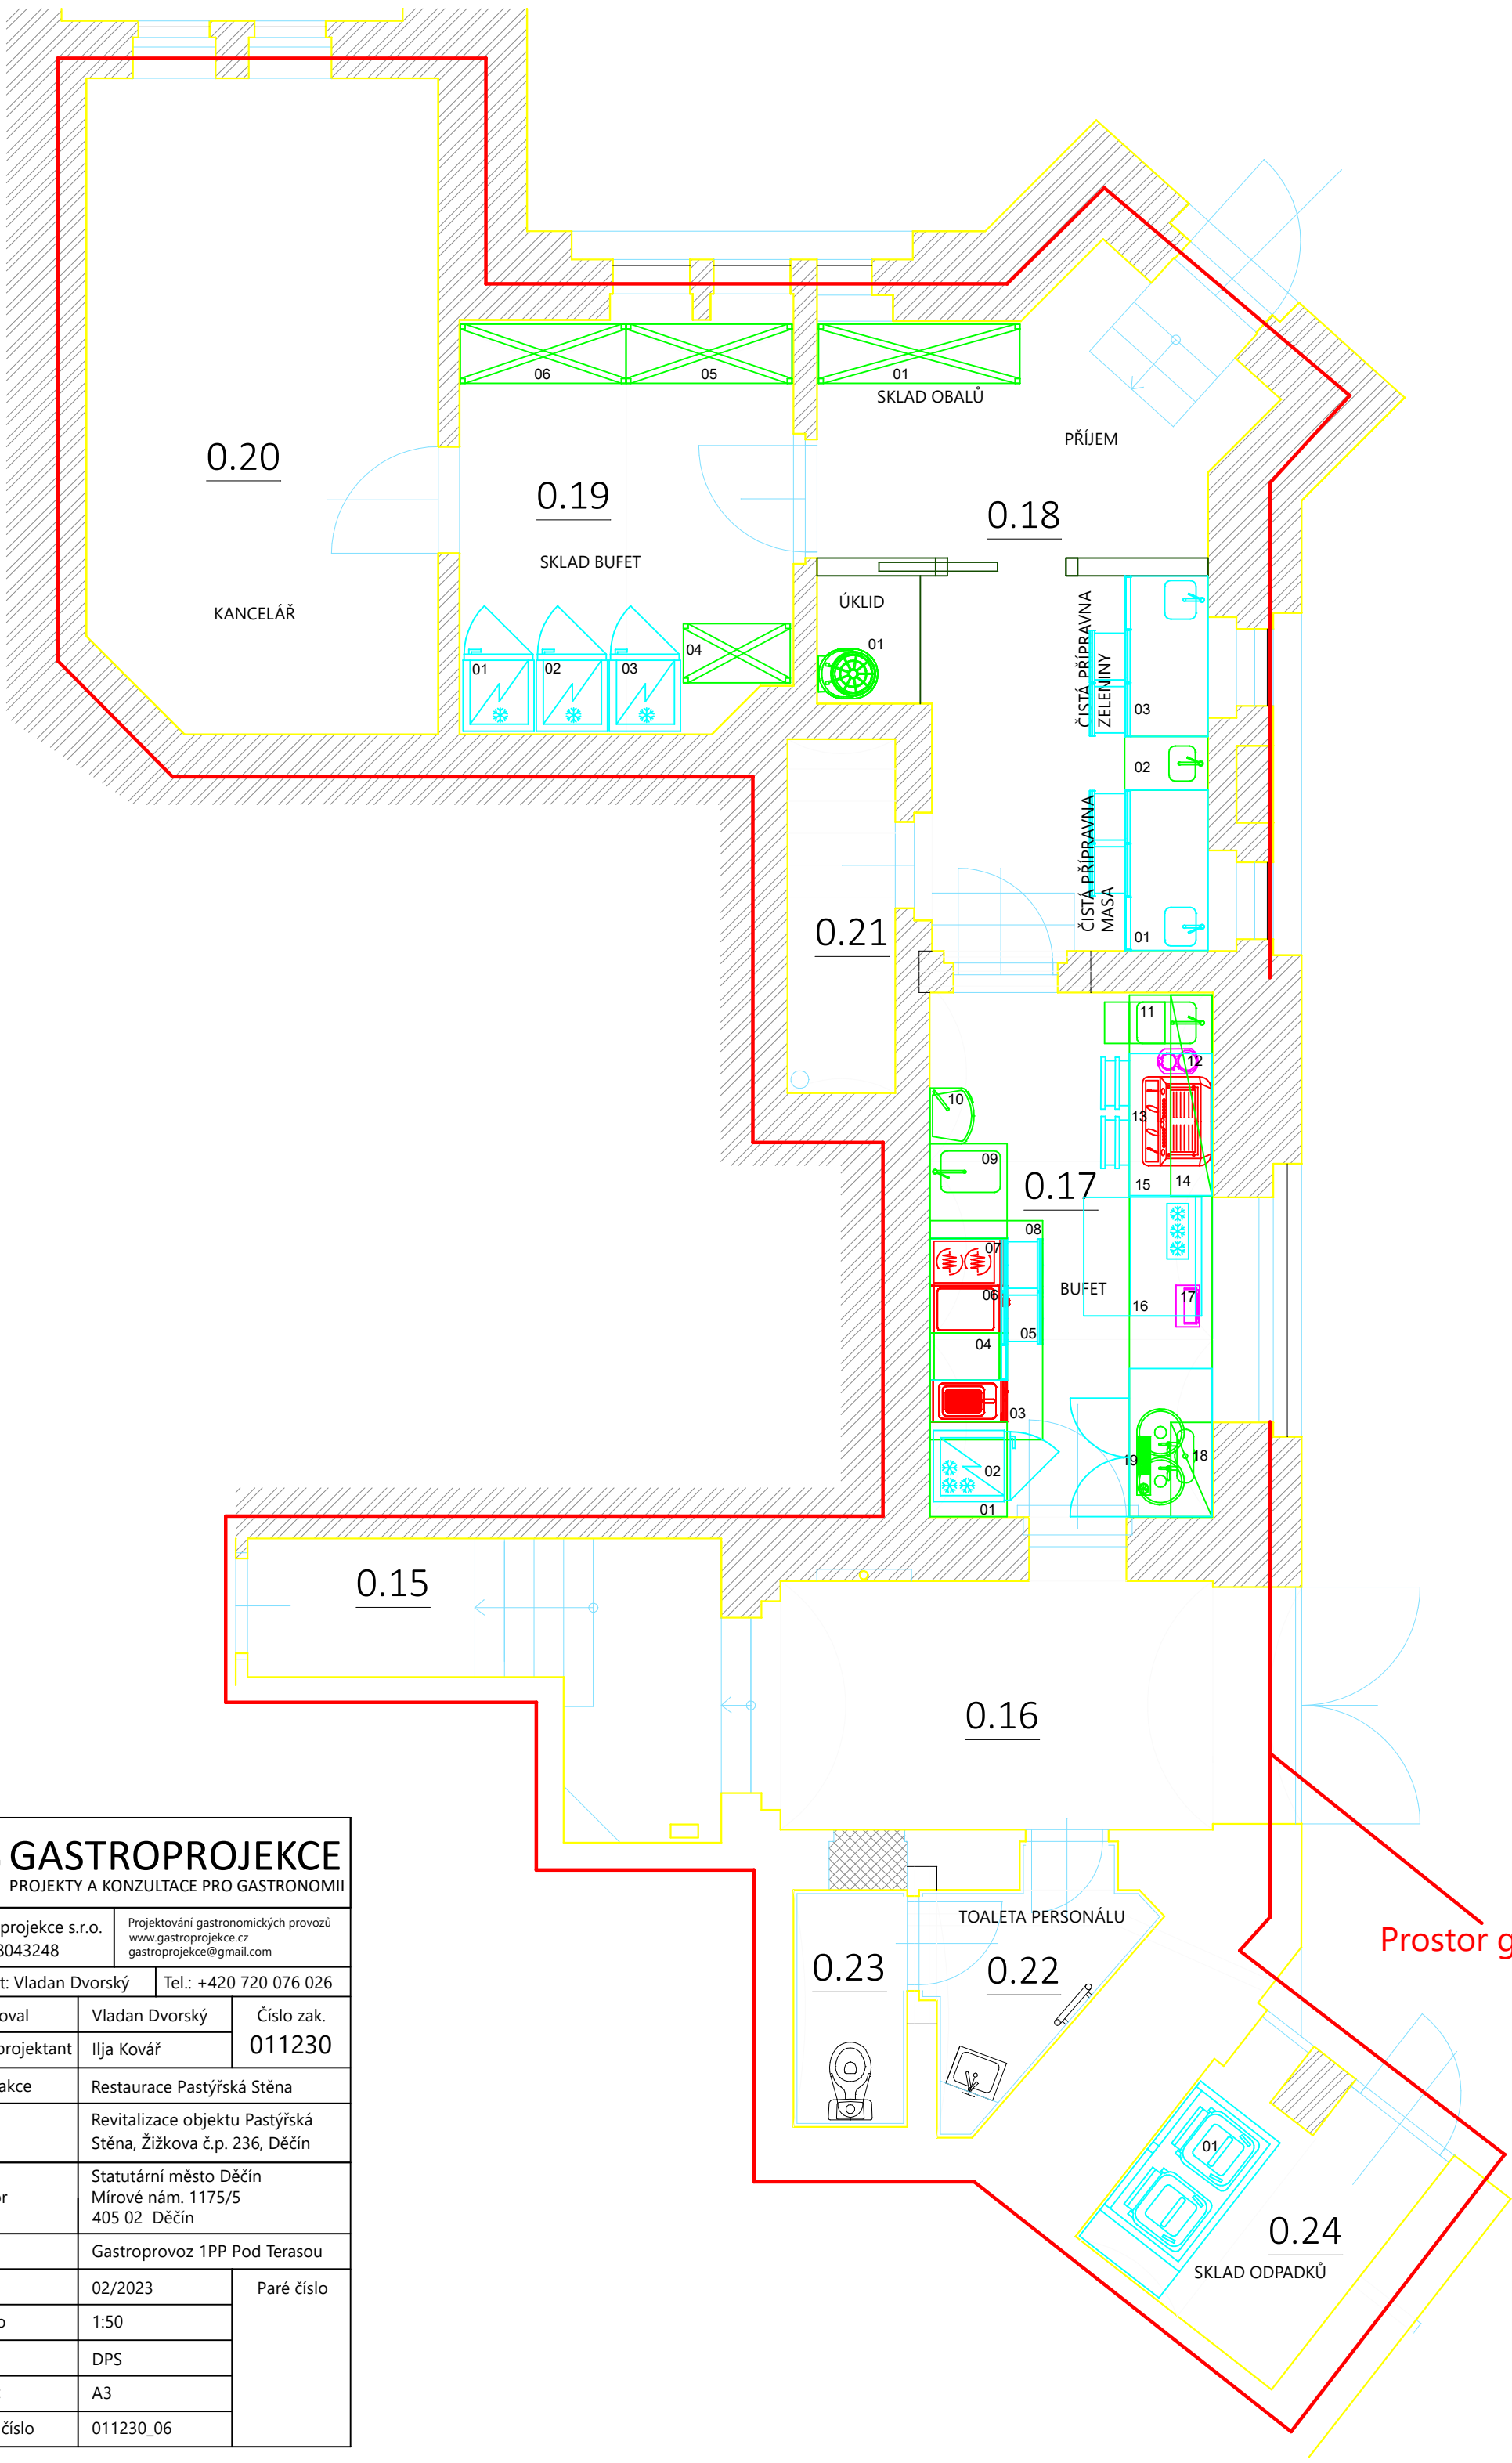 06
05
01
SKLAD OBALŮ
PŘÍJEM
0.20
0.19
0.18
SKLAD BUFET
KANCELÁŘ
ÚKLID
01
04
01
02
03
ČISTÁ PŘÍPRAVNA
ZELENINY
03
02
ČISTÁ PŘÍPRAVNA
MASA
01
0.21
11
12
10
13
09
15
14
0.17
08
07
BUFET
06
16
17
05
04
03
02
01
19
18
0.15
0.16
TOALETA PERSONÁLU
0.23
0.22
Prostor g
01
0.24
SKLAD ODPADKŮ
GASTROPROJEKCE
PROJEKTY A KONZULTACE PRO GASTRONOMII
projekce s.r.o.
8043248
Projektování gastronomických provozů
www.gastroprojekce.cz
gastroprojekce@gmail.com
t: Vladan Dvorský
Tel.: +420 720 076 026
oval
Vladan Dvorský
Číslo zak.
011230
projektant
Ilja Kovář
akce
Restaurace Pastýřská Stěna
Revitalizace objektu Pastýřská
Stěna, Žižkova č.p. 236, Děčín
r
Statutární město Děčín
Mírové nám. 1175/5
405 02 Děčín
Gastroprovoz 1PP Pod Terasou
02/2023
Paré číslo
o
1:50
DPS
A3
číslo
011230_06